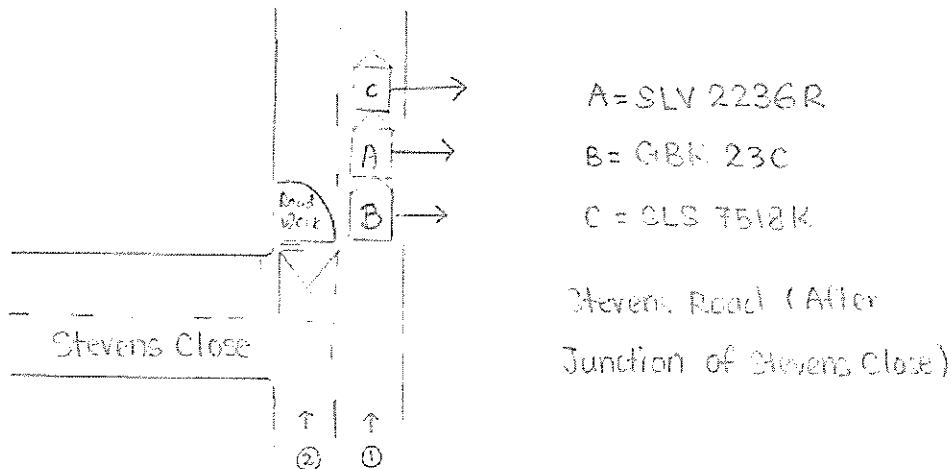 C
A
B
Road
Work
Stevens Close
②
①
A = SLV 2236R
B = GBK 23C
C = SLS 7518K
Stevens Road (After
Junction of Stevens Close)